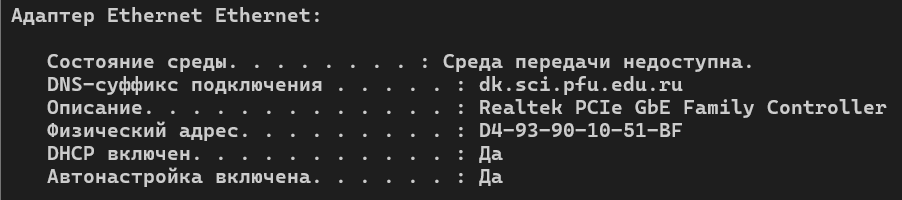 Адаптер Ethernet Ethernet:
Состояние среды. . . . . . . . : Среда передачи недоступна.
DNS-суффикс подключения . . . . . : dk.sci.pfu.edu.ru
Описание. . . . . . . . . . . . . : Realtek PCIe GbE Family Controller
Физический адрес. . . . . . . . . : D4-93-90-10-51-BF
DHCP включен. . . . . . . . . . . : Да
Автонастройка включена. . . . . . : Да